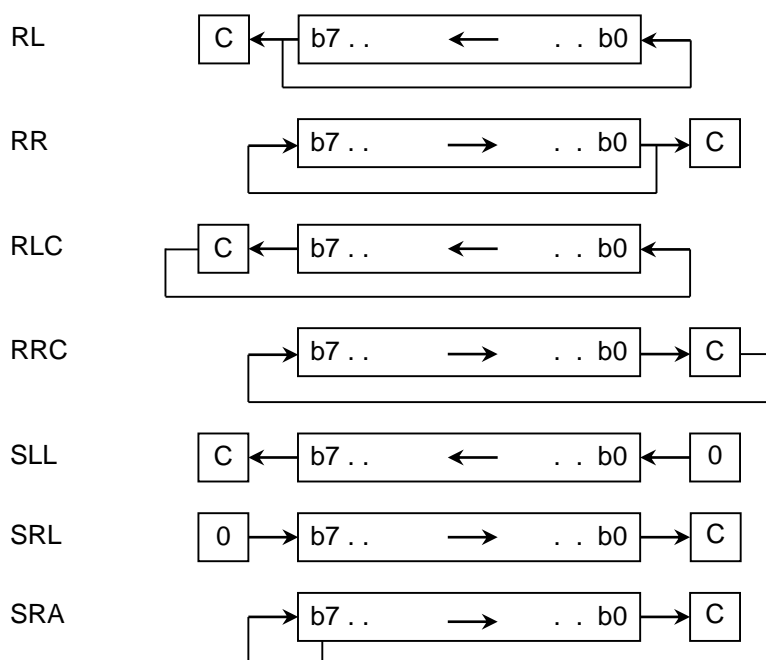 RL C b7 . . . . b0
RR b7 . . . . b0 C
RLC C b7 . . . . b0
RRC b7 . . . . b0 C
SLL C b7 . . . . b0 0
SRL 0 b7 . . . . b0 C
SRA b7 . . . . b0 C